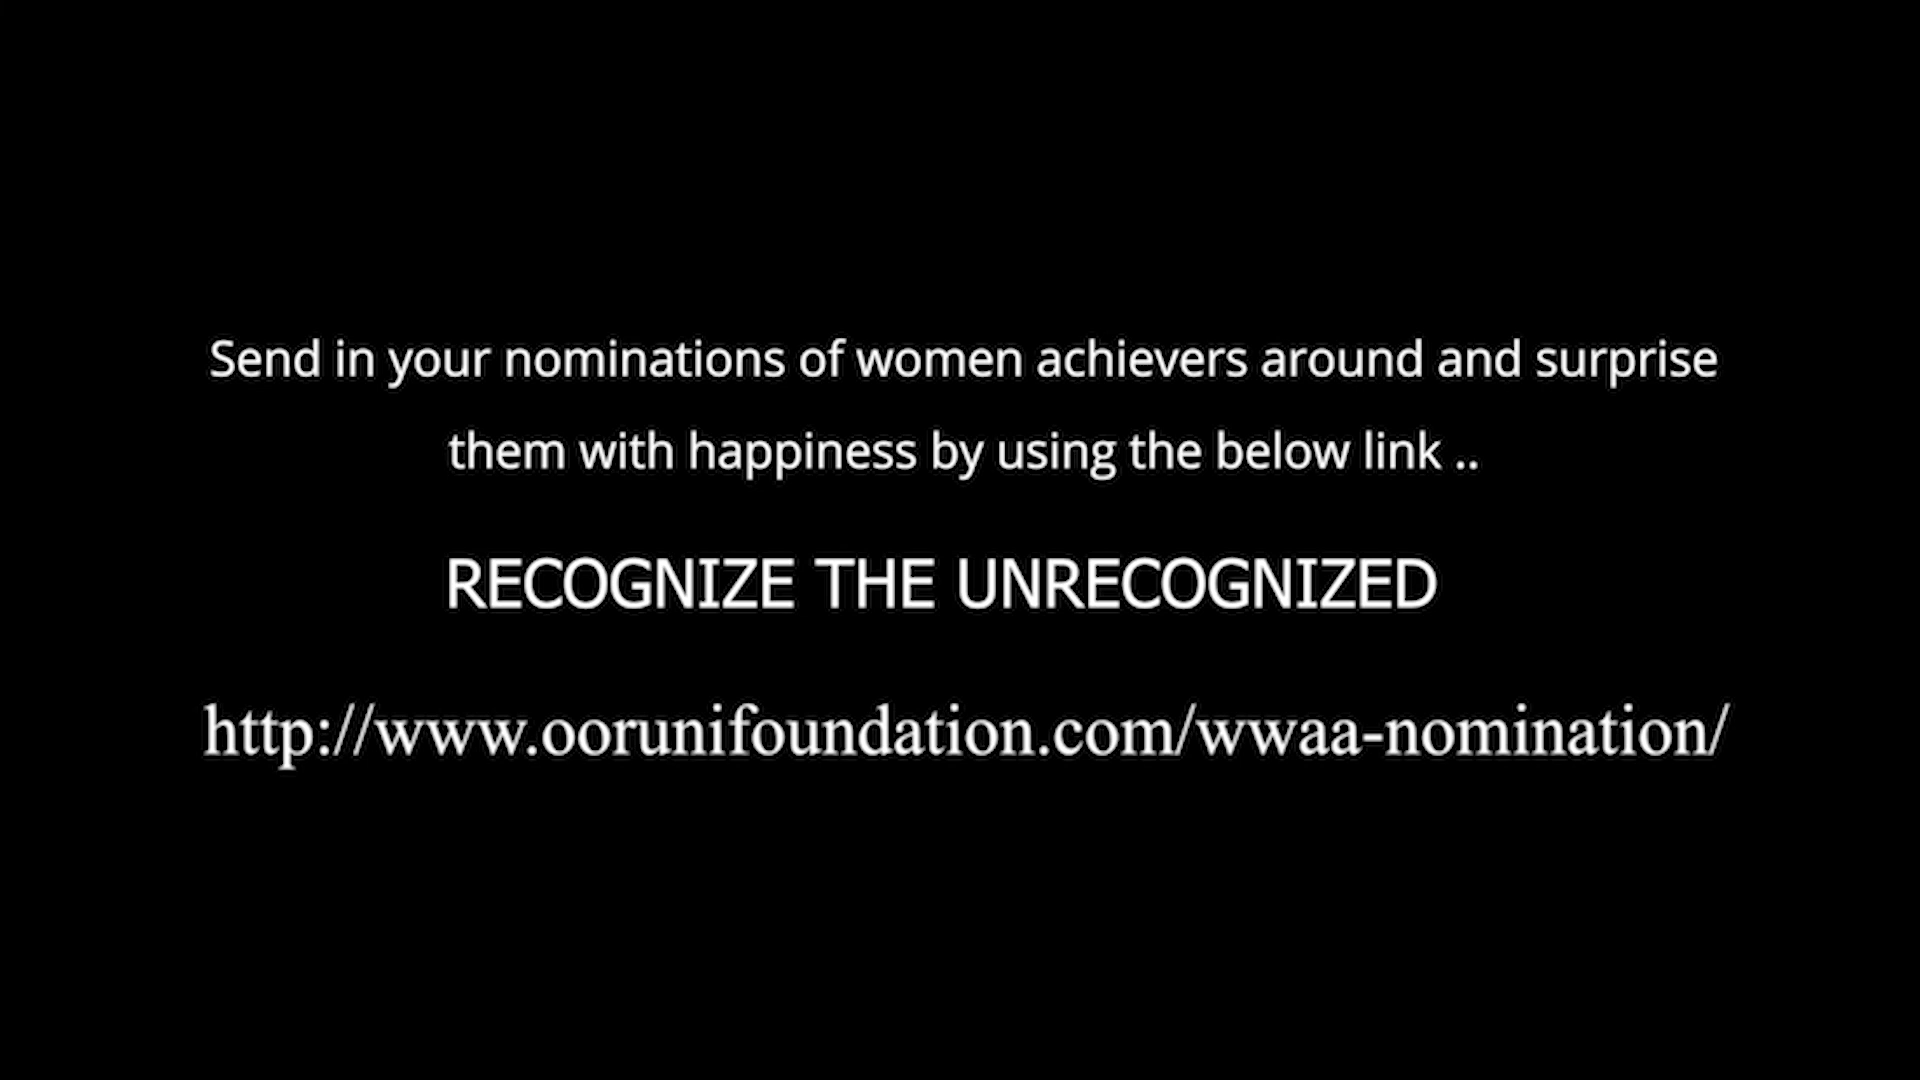 Send in your nominations of women achievers around and surprise
them with happiness by using the below link ..
RECOGNIZE THE UNRECOGNIZED
http://www.oorunifoundation.com/wwaa-nomination/